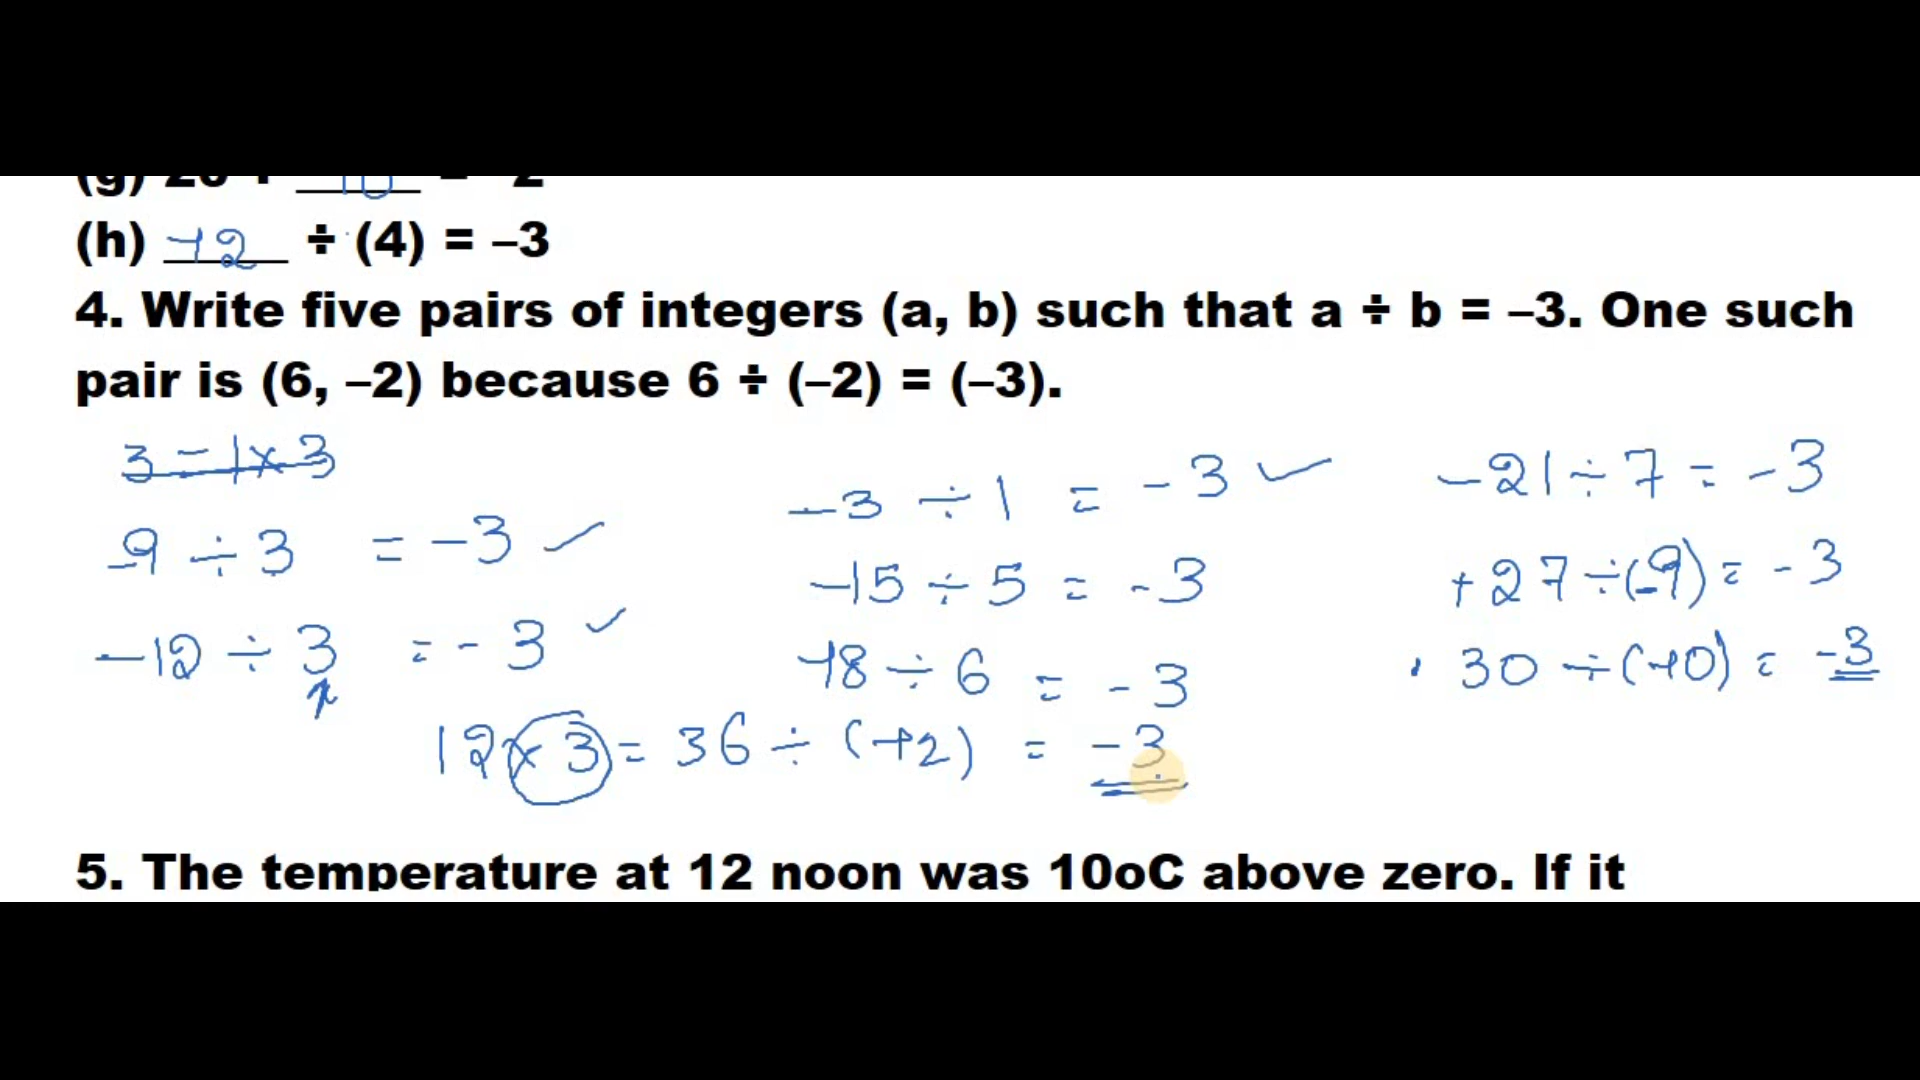 (h) -12 ÷ (4) = –3
4. Write five pairs of integers (a, b) such that a ÷ b = –3. One such
pair is (6, –2) because 6 ÷ (–2) = (–3).
3 = 1 x 3
-9 ÷ 3 = -3 ✓
-12 ÷ 3 = -3 ✓
-3 ÷ 1 = -3 ✓
-15 ÷ 5 = -3
-18 ÷ 6 = -3
12 x 3 = 36 ÷ (-12) = -3
-21 ÷ 7 = -3
+27 ÷ (-9) = -3
30 ÷ (-10) = -3
5. The temperature at 12 noon was 10oC above zero. If it